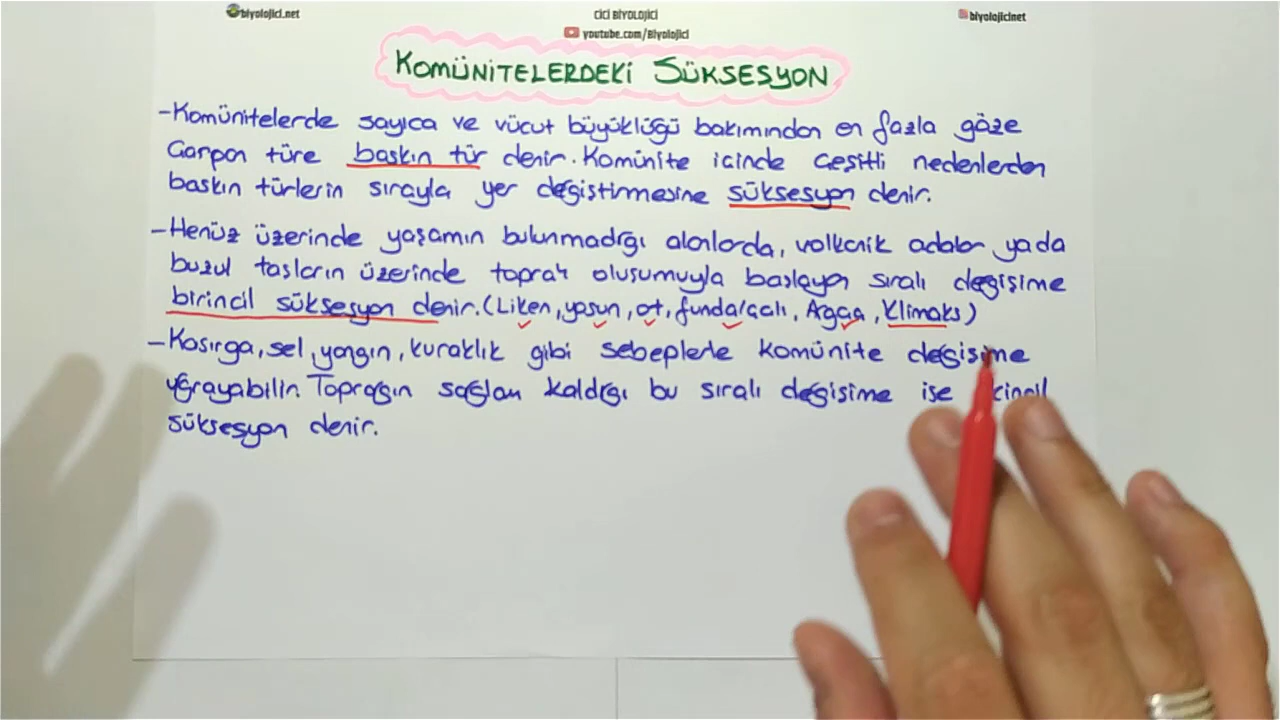 biyolojici.net
CİCİ BİYOLOJİCİ
biyolojicinet
youtube.com/Biyolojici
KOMÜNİTELERDEKİ SÜKSESYON
-Komünitelerde sayıca ve vücut büyüklüğü bakımından en fazla göze
çarpan türe baskın tür denir. Komünite içinde çeşitli nedenlerden
baskın türlerin sırayla yer değiştirmesine süksesyon denir.
-Henüz üzerinde yaşamın bulunmadığı alanlarda, volkanik adalar yada
buzul taşların üzerinde toprak oluşumuyla başlayan sıralı değişime
birincil süksesyon denir. (Liken, yosun, ot, funda/çalı, Ağaç, Klimaks)
-Kasırga, sel, yangın, kuraklık gibi sebeplerle komünite değişime
uğrayabilir. Toprağın sağlam kaldığı bu sıralı değişime ise
süksesyon denir.